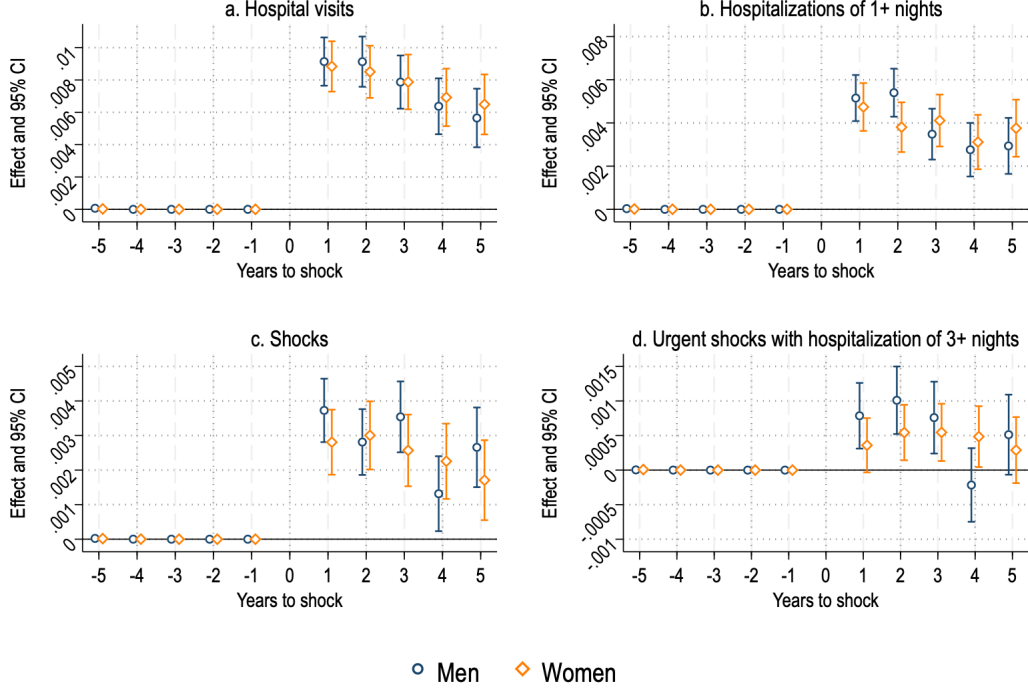 a. Hospital visits
b. Hospitalizations of 1+ nights
Effect and 95% CI
.01
.008
.006
.004
.002
0
-5 -4 -3 -2 -1 0 1 2 3 4 5
Years to shock
Effect and 95% CI
.008
.006
.004
.002
0
-5 -4 -3 -2 -1 0 1 2 3 4 5
Years to shock
c. Shocks
d. Urgent shocks with hospitalization of 3+ nights
Effect and 95% CI
.005
.004
.003
.002
.001
0
-5 -4 -3 -2 -1 0 1 2 3 4 5
Years to shock
Effect and 95% CI
.0015
.001
.0005
0
-.0005
-.001
-5 -4 -3 -2 -1 0 1 2 3 4 5
Years to shock
Men Women